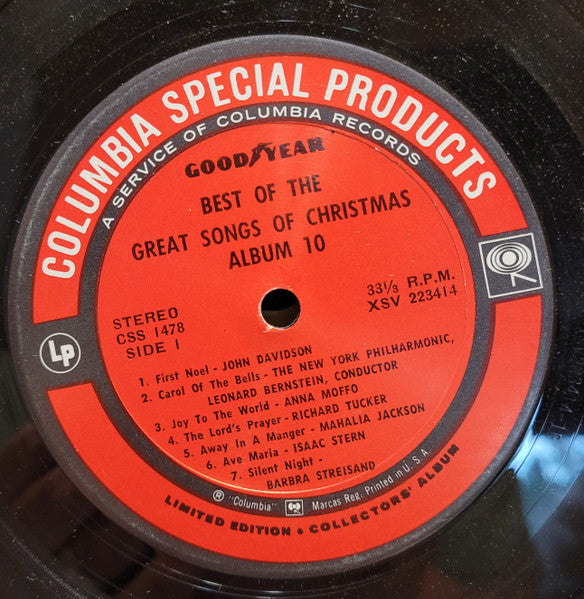 COLUMBIA SPECIAL PRODUCTS
A SERVICE OF COLUMBIA RECORDS
GOODYEAR
BEST OF THE
GREAT SONGS OF CHRISTMAS
ALBUM 10
STEREO
CSS 1478
SIDE 1
33⅓ R.P.M.
XSV 223414
LP
1. First Noel - JOHN DAVIDSON
2. Carol Of The Bells - THE NEW YORK PHILHARMONIC,
LEONARD BERNSTEIN, CONDUCTOR
3. Joy To The World - ANNA MOFFO
4. The Lord's Prayer - RICHARD TUCKER
5. Away In A Manger - MAHALIA JACKSON
6. Ave Maria - ISAAC STERN
7. Silent Night -
BARBRA STREISAND
® "Columbia" Marcas Reg. Printed in U.S.A
LIMITED EDITION • COLLECTORS' ALBUM